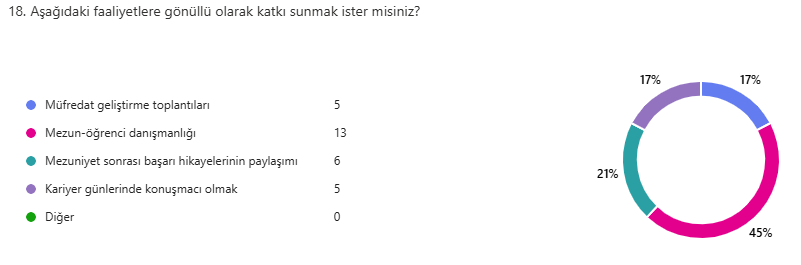 18. Aşağıdaki faaliyetlere gönüllü olarak katkı sunmak ister misiniz?
Müfredat geliştirme toplantıları 5
Mezun-öğrenci danışmanlığı 13
Mezuniyet sonrası başarı hikayelerinin paylaşımı 6
Kariyer günlerinde konuşmacı olmak 5
Diğer 0
17% 17%
21%
45%